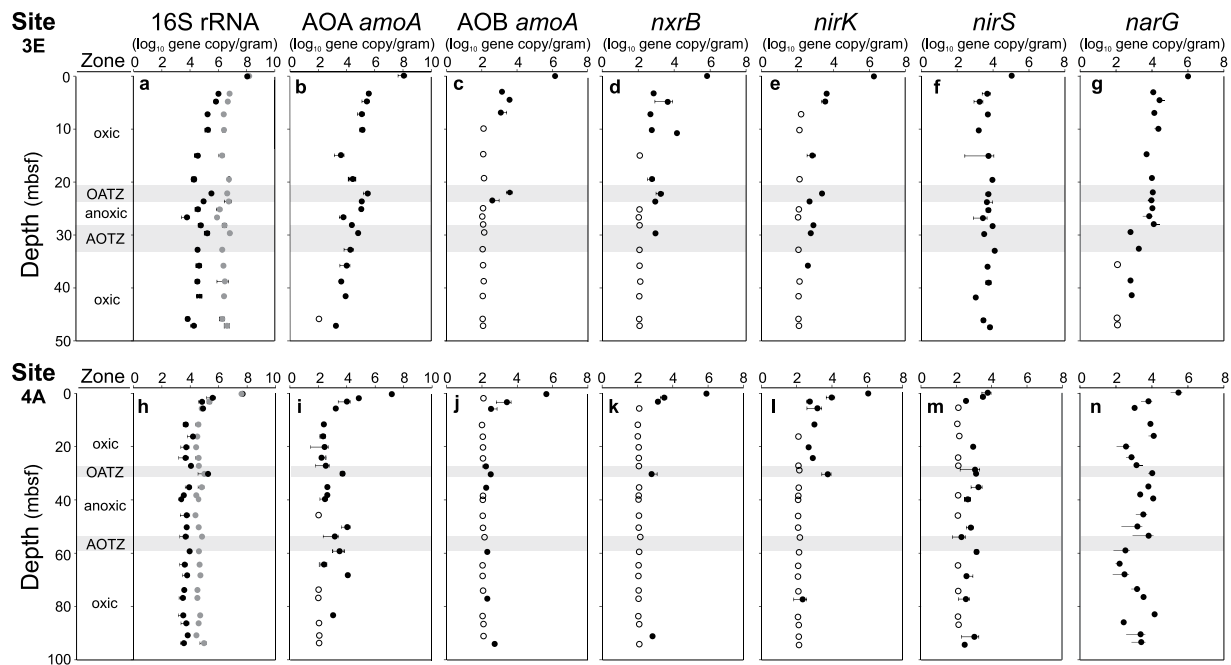 Site 16S rRNA AOA amoA AOB amoA nxrB nirK nirS narG
3E (log10 gene copy/gram) (log10 gene copy/gram) (log10 gene copy/gram) (log10 gene copy/gram) (log10 gene copy/gram) (log10 gene copy/gram) (log10 gene copy/gram)
Zone 0 2 4 6 8 10 0 2 4 6 8 10 0 2 4 6 8 0 2 4 6 8 0 2 4 6 8 0 2 4 6 8 0 2 4 6 8
0
a b c d e f g
oxic 10
20
OATZ
anoxic
AOTZ 30
oxic 40
50
Depth (mbsf)
Site
4A
Zone 0 2 4 6 8 10 0 2 4 6 8 10 0 2 4 6 8 0 2 4 6 8 0 2 4 6 8 0 2 4 6 8 0 2 4 6 8
0
h i j k l m n
oxic 20
OATZ
anoxic 40
AOTZ
60
oxic 80
100
Depth (mbsf)